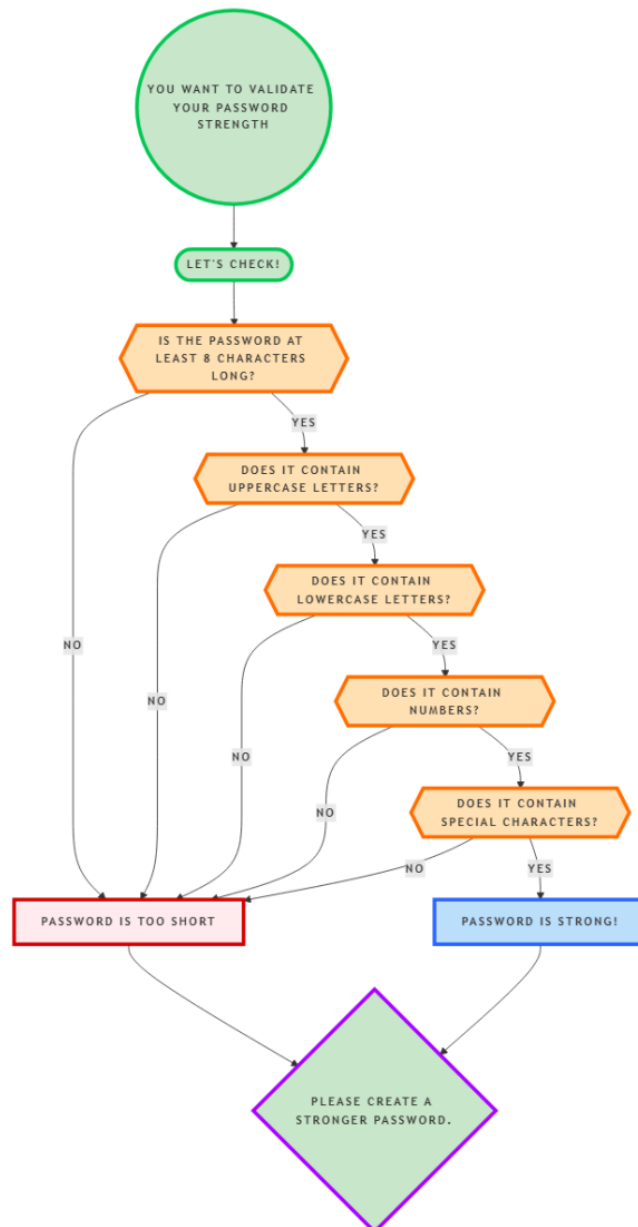 YOU WANT TO VALIDATE
YOUR PASSWORD
STRENGTH
LET'S CHECK!
IS THE PASSWORD AT
LEAST 8 CHARACTERS
LONG?
YES
DOES IT CONTAIN
UPPERCASE LETTERS?
YES
DOES IT CONTAIN
LOWERCASE LETTERS?
NO
YES
DOES IT CONTAIN
NUMBERS?
NO
NO
YES
DOES IT CONTAIN
SPECIAL CHARACTERS?
NO
NO
YES
PASSWORD IS TOO SHORT
PASSWORD IS STRONG!
PLEASE CREATE A
STRONGER PASSWORD.